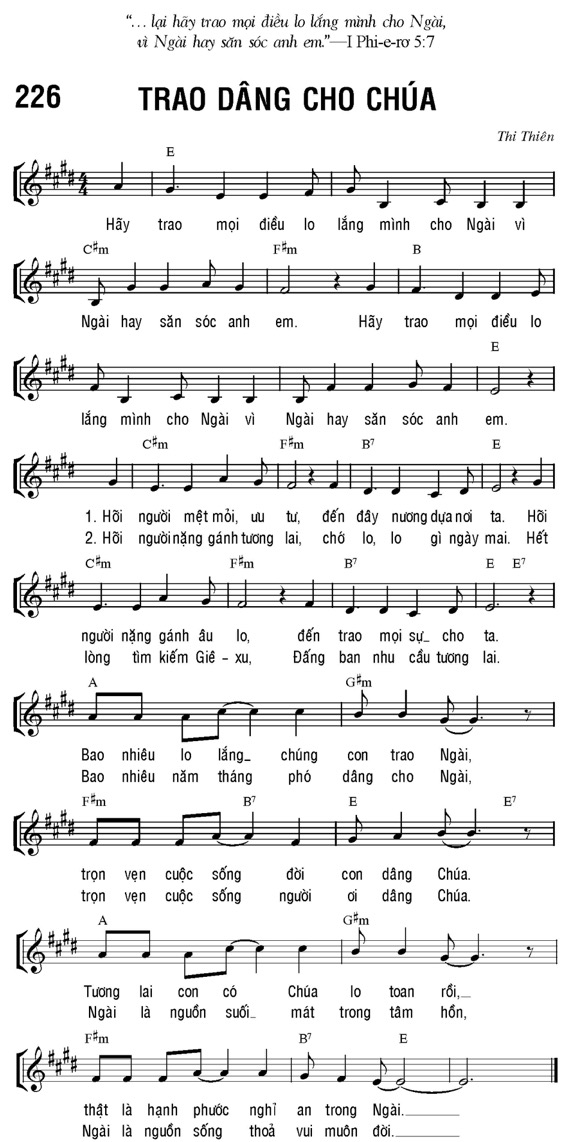 “… lại hãy trao mọi điều lo lắng mình cho Ngài,
vì Ngài hay săn sóc anh em.”—I Phi-e-rơ 5:7
226 TRAO DÂNG CHO CHÚA
Thi Thiên
E
Hãy trao mọi điều lo lắng mình cho Ngài vì
C#m F#m B
Ngài hay săn sóc anh em. Hãy trao mọi điều lo
E
lắng mình cho Ngài vì Ngài hay săn sóc anh em.
C#m F#m B7 E
1. Hỡi người mệt mỏi, ưu tư, đến đây nương dựa nơi ta. Hỡi
2. Hỡi người nặng gánh tương lai, chớ lo, lo gì ngày mai. Hết
C#m F#m B7 E E7
người nặng gánh âu lo, đến trao mọi sự_ cho ta.
lòng tìm kiếm Giê-xu, Đấng ban nhu cầu tương lai.
A G#m
Bao nhiêu lo lắng_ chúng con trao Ngài,
Bao nhiêu năm tháng phó dâng cho Ngài,
F#m B7 E E7
trọn vẹn cuộc sống đời con dâng Chúa.
trọn vẹn cuộc sống người ơi dâng Chúa.
A G#m
Tương lai con có Chúa lo toan rồi,_
Ngài là nguồn suối_ mát trong tâm hồn,
F#m B7 E
thật là hạnh phước nghỉ an trong Ngài.______
Ngài là nguồn sống thoả vui muôn đời.______